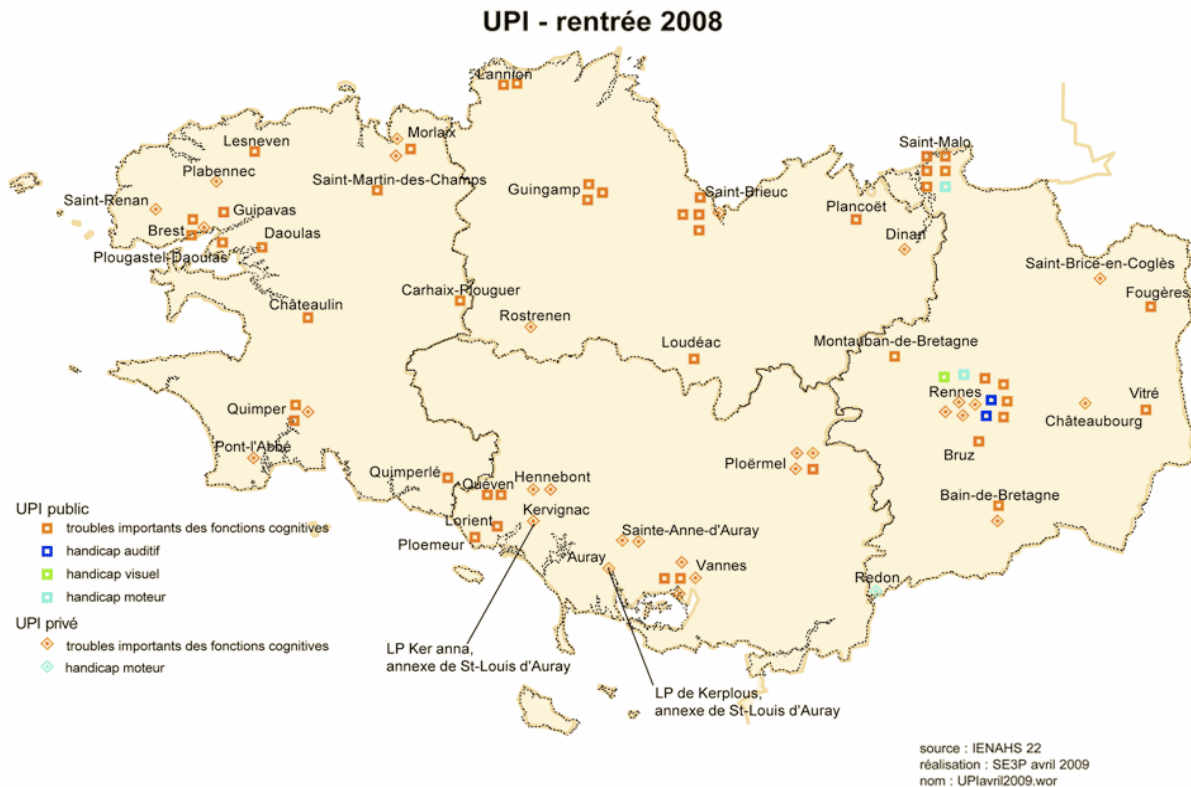 UPI - rentrée 2008
Lannion
Morlaix
Lesneven
Saint-Malo
Plabennec
Saint-Martin-des-Champs
Guingamp
Saint-Brieuc
Saint-Renan
Guipavas
Plancoët
Brest
Daoulas
Dinan
Plougastel-Daoulas
Saint-Brice-en-Coglès
Châteaulin
Carhaix-Plouguer
Fougères
Rostrenen
Loudéac
Montauban-de-Bretagne
Rennes
Quimper
Vitré
Châteaubourg
Pont-l'Abbé
Bruz
Ploërmel
Quimperlé
Quéven
Hennebont
Bain-de-Bretagne
Kervignac
Lorient
Sainte-Anne-d'Auray
Ploemeur
Auray
Vannes
Redon
UPI public
troubles importants des fonctions cognitives
handicap auditif
handicap visuel
handicap moteur
UPI privé
troubles importants des fonctions cognitives
handicap moteur
LP Ker anna,
annexe de St-Louis d'Auray
LP de Kerplous,
annexe de St-Louis d'Auray
source : IENAHS 22
réalisation : SE3P avril 2009
nom : UPIavril2009.wor